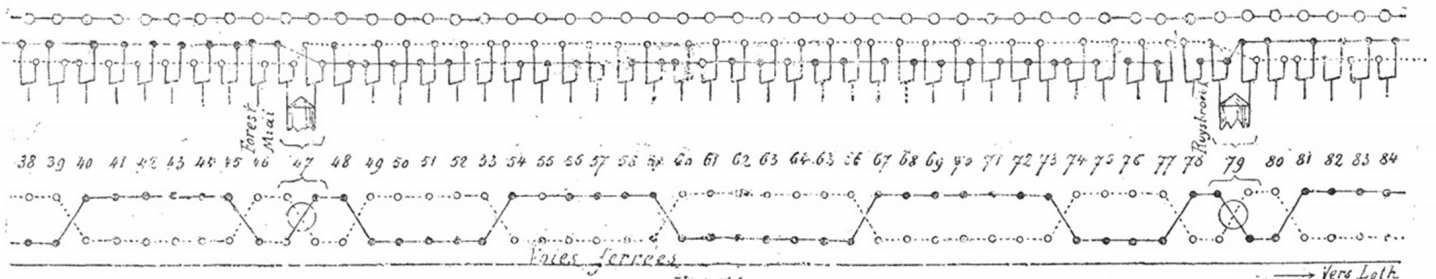 Forest
Midi
Ruysbroeck
38 39 40 41 42 43 44 45 46 47 48 49 50 51 52 53 54 55 56 57 58 59 60 61 62 63 64 65 66 67 68 69 70 71 72 73 74 75 76 77 78 79 80 81 82 83 84
Voies ferrées
Vers Loth